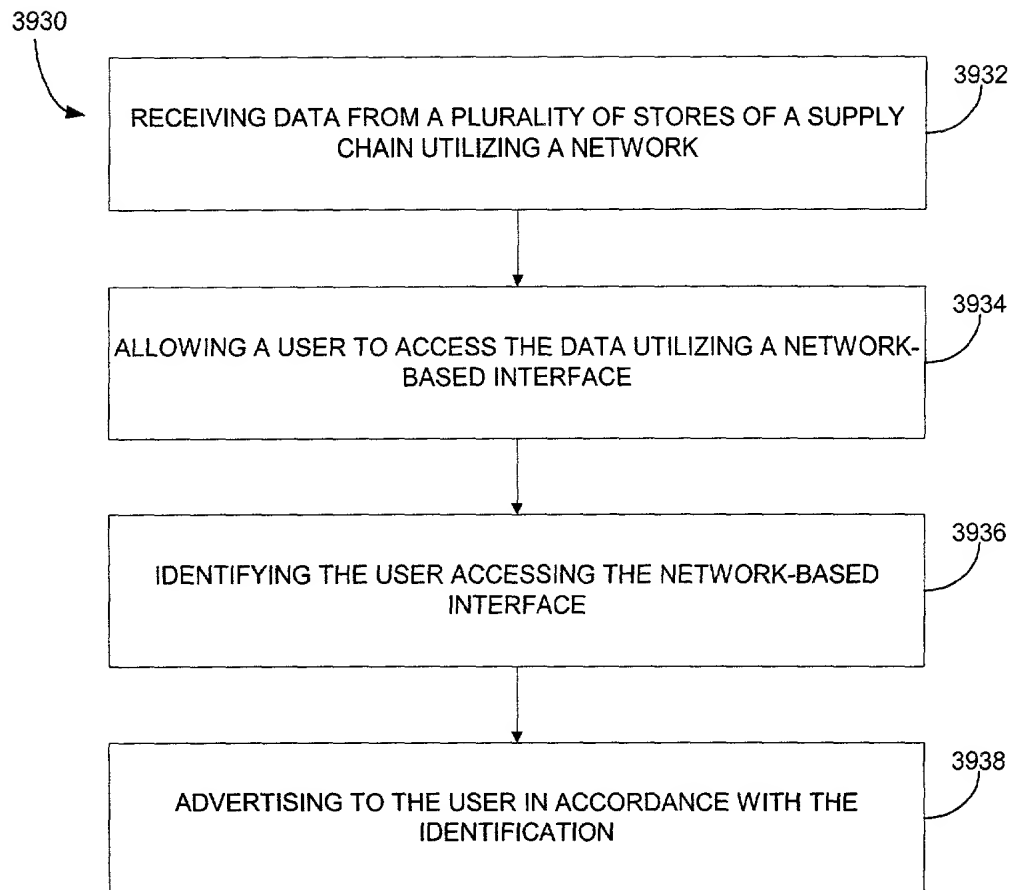 3930
3932
RECEIVING DATA FROM A PLURALITY OF STORES OF A SUPPLY
CHAIN UTILIZING A NETWORK
3934
ALLOWING A USER TO ACCESS THE DATA UTILIZING A NETWORK-
BASED INTERFACE
3936
IDENTIFYING THE USER ACCESSING THE NETWORK-BASED
INTERFACE
3938
ADVERTISING TO THE USER IN ACCORDANCE WITH THE
IDENTIFICATION